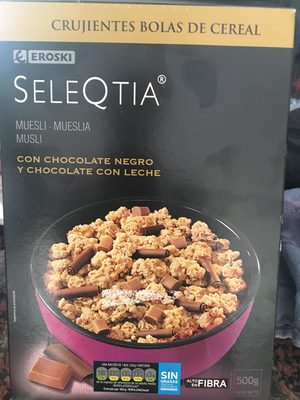 CRUJIENTES BOLAS DE CEREAL
EROSKI
SELEQTIA®
MUESLI · MUESLIA
MÜSLI
CON CHOCOLATE NEGRO
Y CHOCOLATE CON LECHE
SIN
GRASAS
ALTO EN
FIBRA
500g